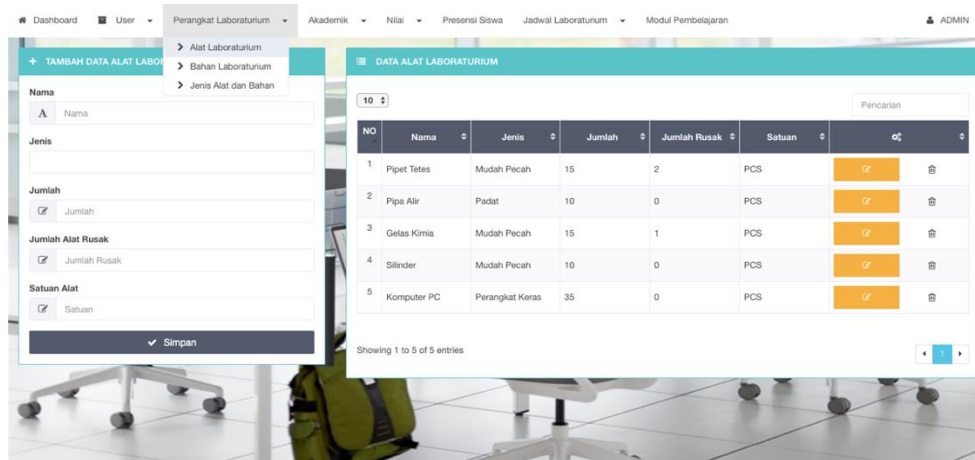 Dashboard User Perangkat Laboraturium Akademik Nilai Presensi Siswa Jadwal Laboraturium Modul Pembelajaran ADMIN
Alat Laboraturium
Bahan Laboraturium
Jenis Alat dan Bahan
+ TAMBAH DATA ALAT LABOR
Nama
A Nama
Jenis
Jumlah
Jumlah
Jumlah Alat Rusak
Jumlah Rusak
Satuan Alat
Satuan
Simpan
DATA ALAT LABORATURIUM
10 Pencarian
NO Nama Jenis Jumlah Jumlah Rusak Satuan
1 Pipet Tetes Mudah Pecah 15 2 PCS
2 Pipa Alir Padat 10 0 PCS
3 Gelas Kimia Mudah Pecah 15 1 PCS
4 Silinder Mudah Pecah 10 0 PCS
5 Komputer PC Perangkat Keras 35 0 PCS
Showing 1 to 5 of 5 entries
1